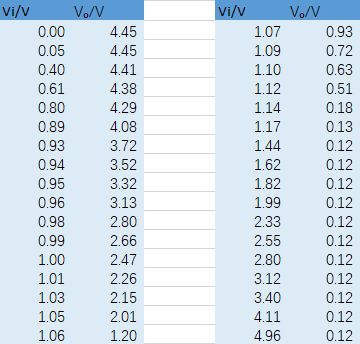 Vi/V Vₒ/V Vi/V Vₒ/V
0.00 4.45 1.07 0.93
0.05 4.45 1.09 0.72
0.40 4.41 1.10 0.63
0.61 4.38 1.12 0.51
0.80 4.29 1.14 0.18
0.89 4.08 1.17 0.13
0.93 3.72 1.44 0.12
0.94 3.52 1.62 0.12
0.95 3.32 1.82 0.12
0.96 3.13 1.99 0.12
0.98 2.80 2.33 0.12
0.99 2.66 2.55 0.12
1.00 2.47 2.80 0.12
1.01 2.26 3.12 0.12
1.03 2.15 3.40 0.12
1.05 2.01 4.11 0.12
1.06 1.20 4.96 0.12